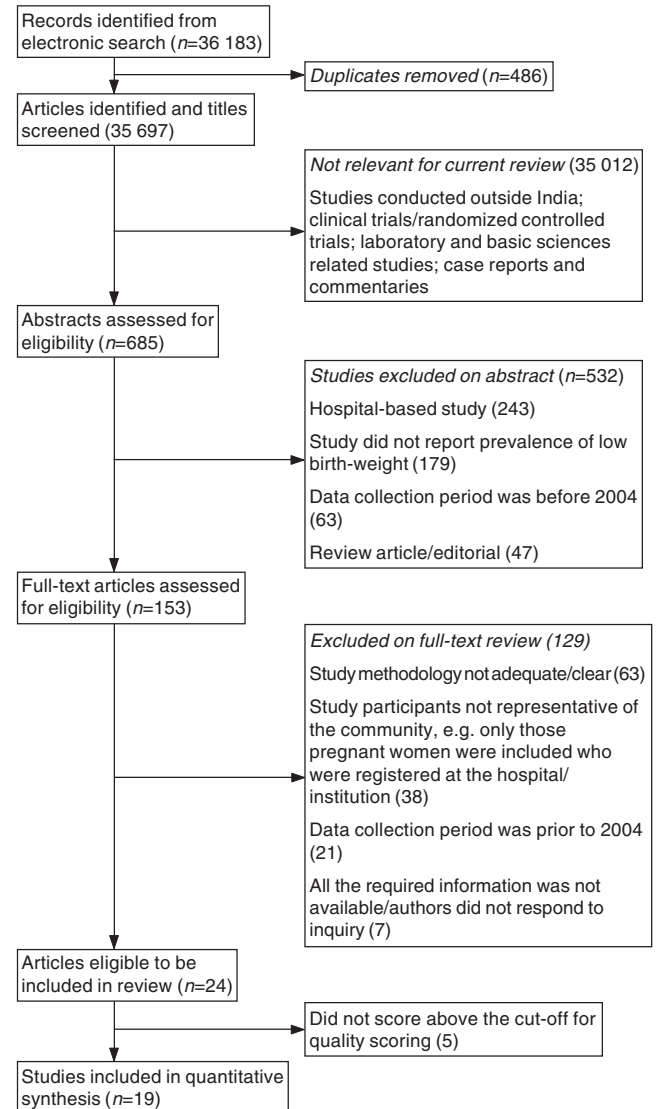 Records identified from
electronic search (n=36 183)
Duplicates removed (n=486)
Articles identified and titles
screened (35 697)
Not relevant for current review (35 012)
Studies conducted outside India;
clinical trials/randomized controlled
trials; laboratory and basic sciences
related studies; case reports and
commentaries
Abstracts assessed for
eligibility (n=685)
Studies excluded on abstract (n=532)
Hospital-based study (243)
Study did not report prevalence of low
birth-weight (179)
Data collection period was before 2004
(63)
Review article/editorial (47)
Full-text articles assessed
for eligibility (n=153)
Excluded on full-text review (129)
Study methodology not adequate/clear (63)
Study participants not representative of
the community, e.g. only those
pregnant women were included who
were registered at the hospital/
institution (38)
Data collection period was prior to 2004
(21)
All the required information was not
available/authors did not respond to
inquiry (7)
Articles eligible to be
included in review (n=24)
Did not score above the cut-off for
quality scoring (5)
Studies included in quantitative
synthesis (n=19)